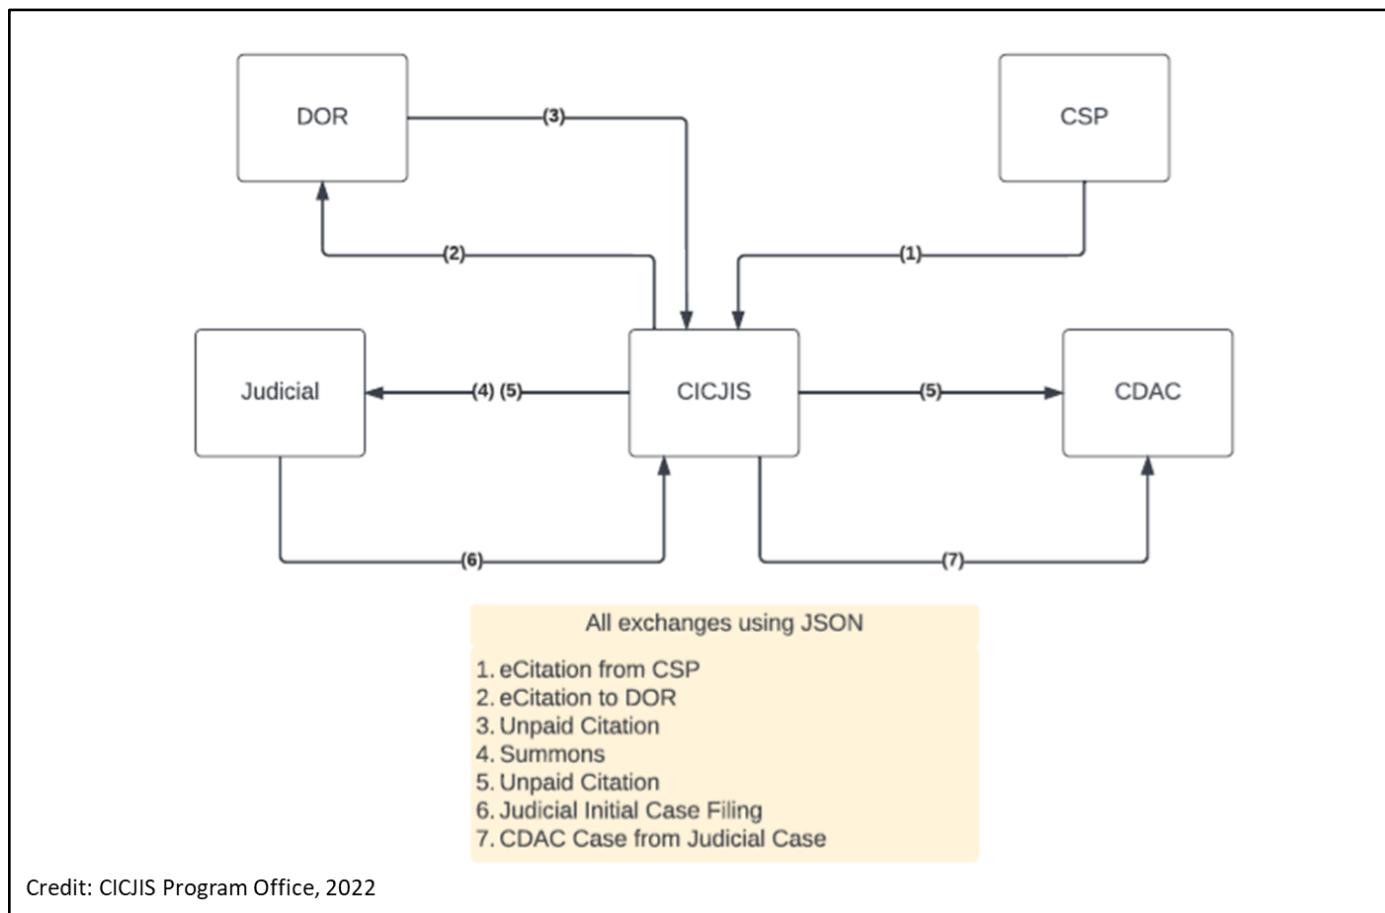 DOR
(3)
CSP
(2)
(1)
Judicial
(4) (5)
CICJIS
(5)
CDAC
(6)
(7)
All exchanges using JSON
1. eCitation from CSP
2. eCitation to DOR
3. Unpaid Citation
4. Summons
5. Unpaid Citation
6. Judicial Initial Case Filing
7. CDAC Case from Judicial Case
Credit: CICJIS Program Office, 2022